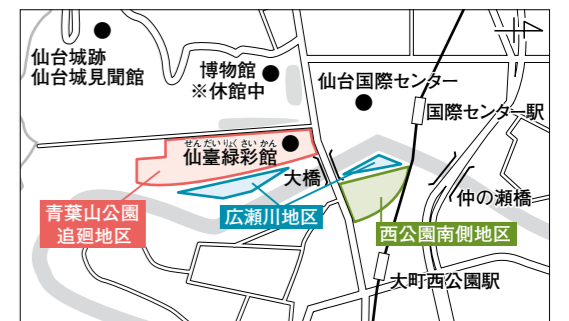 仙台城跡
仙台城見聞館
博物館
※休館中
仙台国際センター
国際センター駅
せんだいりょくさいかん
仙臺緑彩館
大橋
仲の瀬橋
青葉山公園
追廻地区
広瀬川地区
西公園南側地区
大町西公園駅